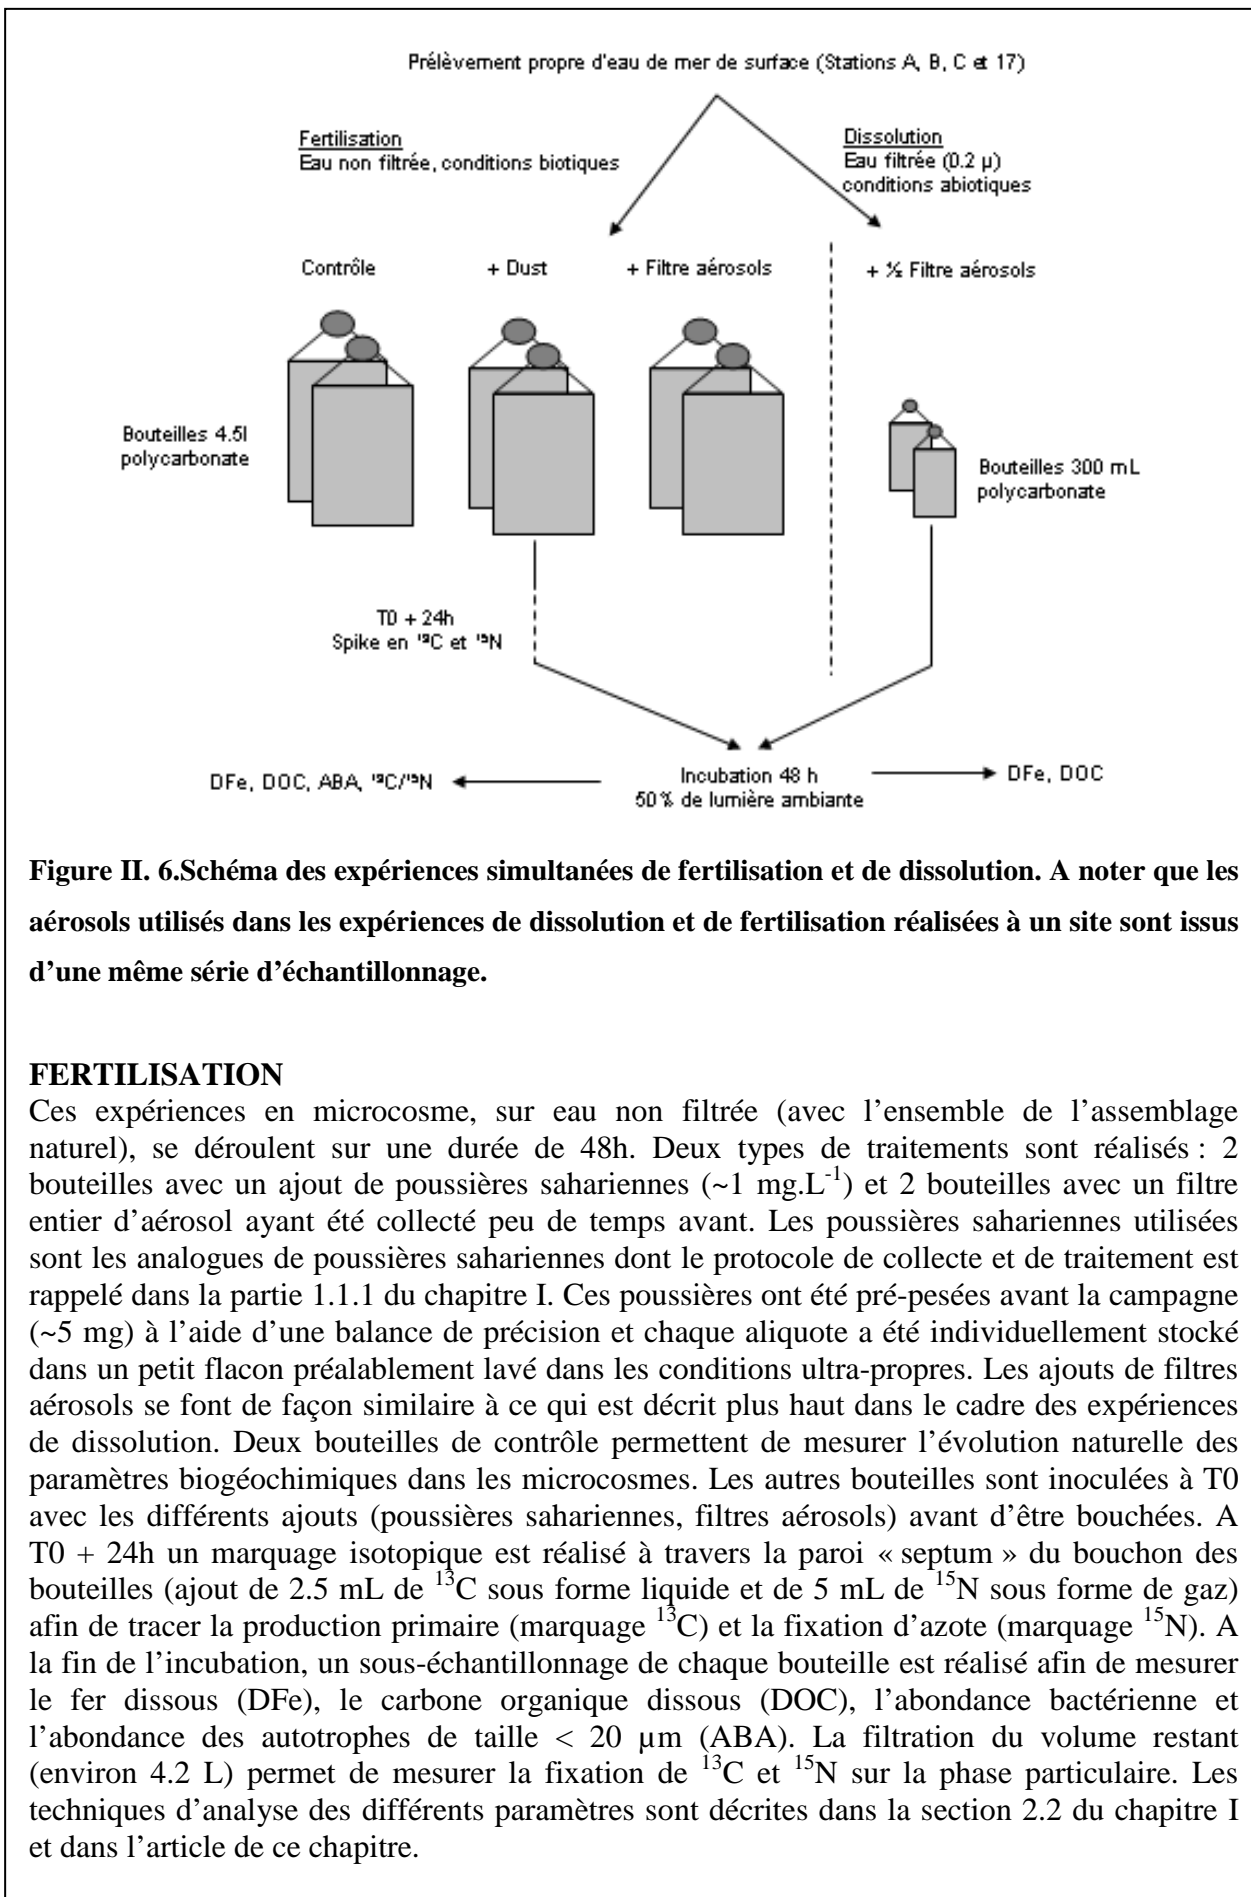 Prélèvement propre d'eau de mer de surface (Stations A, B, C et 17)
Fertilisation
Eau non filtrée, conditions biotiques
Dissolution
Eau filtrée (0.2 µ)
conditions abiotiques
Contrôle
+ Dust
+ Filtre aérosols
+ ½ Filtre aérosols
Bouteilles 4.5l
polycarbonate
Bouteilles 300 mL
polycarbonate
T0 + 24h
Spike en ¹³C et ¹⁵N
DFe, DOC, ABA, ¹³C/¹⁵N
Incubation 48 h
50% de lumière ambiante
DFe, DOC
Figure II. 6.Schéma des expériences simultanées de fertilisation et de dissolution. A noter que les
aérosols utilisés dans les expériences de dissolution et de fertilisation réalisées à un site sont issus
d'une même série d'échantillonnage.
FERTILISATION
Ces expériences en microcosme, sur eau non filtrée (avec l'ensemble de l'assemblage
naturel), se déroulent sur une durée de 48h. Deux types de traitements sont réalisés : 2
bouteilles avec un ajout de poussières sahariennes (~1 mg.L⁻¹) et 2 bouteilles avec un filtre
entier d'aérosol ayant été collecté peu de temps avant. Les poussières sahariennes utilisées
sont les analogues de poussières sahariennes dont le protocole de collecte et de traitement est
rappelé dans la partie 1.1.1 du chapitre I. Ces poussières ont été pré-pesées avant la campagne
(~5 mg) à l'aide d'une balance de précision et chaque aliquote a été individuellement stocké
dans un petit flacon préalablement lavé dans les conditions ultra-propres. Les ajouts de filtres
aérosols se font de façon similaire à ce qui est décrit plus haut dans le cadre des expériences
de dissolution. Deux bouteilles de contrôle permettent de mesurer l'évolution naturelle des
paramètres biogéochimiques dans les microcosmes. Les autres bouteilles sont inoculées à T0
avec les différents ajouts (poussières sahariennes, filtres aérosols) avant d'être bouchées. A
T0 + 24h un marquage isotopique est réalisé à travers la paroi « septum » du bouchon des
bouteilles (ajout de 2.5 mL de ¹³C sous forme liquide et de 5 mL de ¹⁵N sous forme de gaz)
afin de tracer la production primaire (marquage ¹³C) et la fixation d'azote (marquage ¹⁵N). A
la fin de l'incubation, un sous-échantillonnage de chaque bouteille est réalisé afin de mesurer
le fer dissous (DFe), le carbone organique dissous (DOC), l'abondance bactérienne et
l'abondance des autotrophes de taille < 20 µm (ABA). La filtration du volume restant
(environ 4.2 L) permet de mesurer la fixation de ¹³C et ¹⁵N sur la phase particulaire. Les
techniques d'analyse des différents paramètres sont décrites dans la section 2.2 du chapitre I
et dans l'article de ce chapitre.